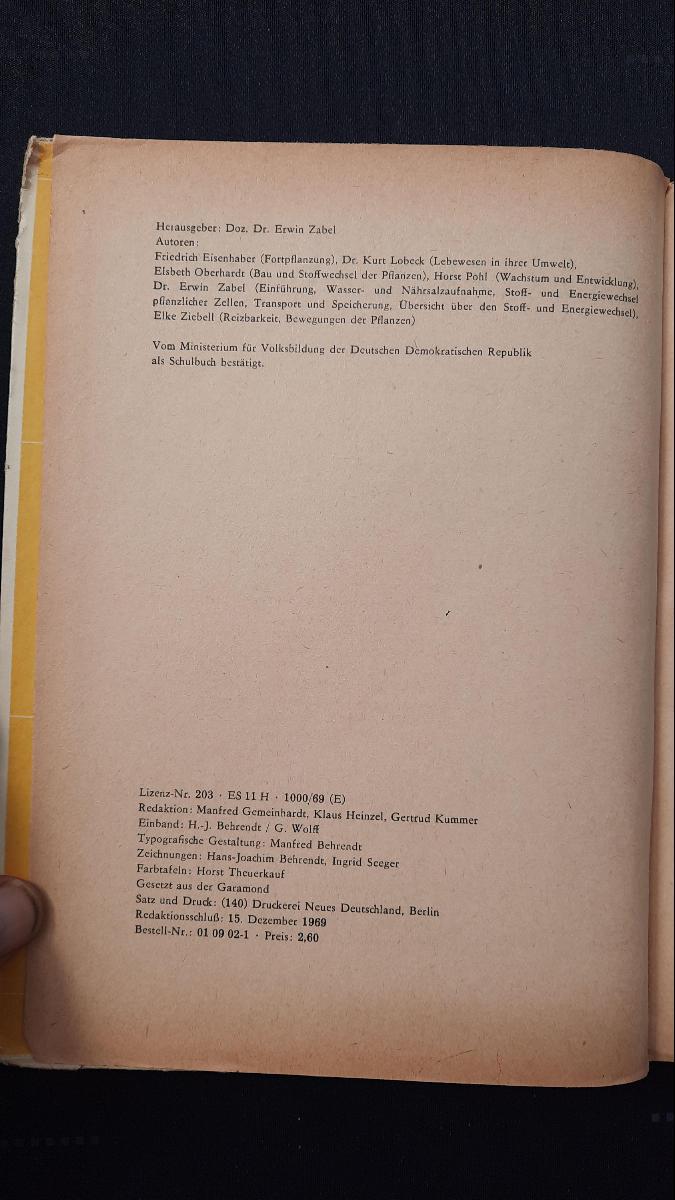 Herausgeber: Doz. Dr. Erwin Zabel
Autoren:
Friedrich Eisenhaber (Fortpflanzung), Dr. Kurt Lobeck (Lebewesen in ihrer Umwelt),
Elsbeth Oberhardt (Bau und Stoffwechsel der Pflanzen), Horst Pohl (Wachstum und Entwicklung),
Dr. Erwin Zabel (Einführung, Wasser- und Nährsalzaufnahme, Stoff- und Energiewechsel
pflanzlicher Zellen, Transport und Speicherung, Übersicht über den Stoff- und Energiewechsel),
Elke Ziebell (Reizbarkeit, Bewegungen der Pflanzen)
Vom Ministerium für Volksbildung der Deutschen Demokratischen Republik
als Schulbuch bestätigt.
Lizenz-Nr. 203 · ES 11 H · 1000/69 (E)
Redaktion: Manfred Gemeinhardt, Klaus Heinzel, Gertrud Kummer
Einband: H.-J. Behrendt / G. Wolff
Typografische Gestaltung: Manfred Behrendt
Zeichnungen: Hans-Joachim Behrendt, Ingrid Seeger
Farbtafeln: Horst Theuerkauf
Gesetzt aus der Garamond
Satz und Druck: (140) Druckerei Neues Deutschland, Berlin
Redaktionsschluß: 15. Dezember 1969
Bestell-Nr.: 01 09 02-1 · Preis: 2,60